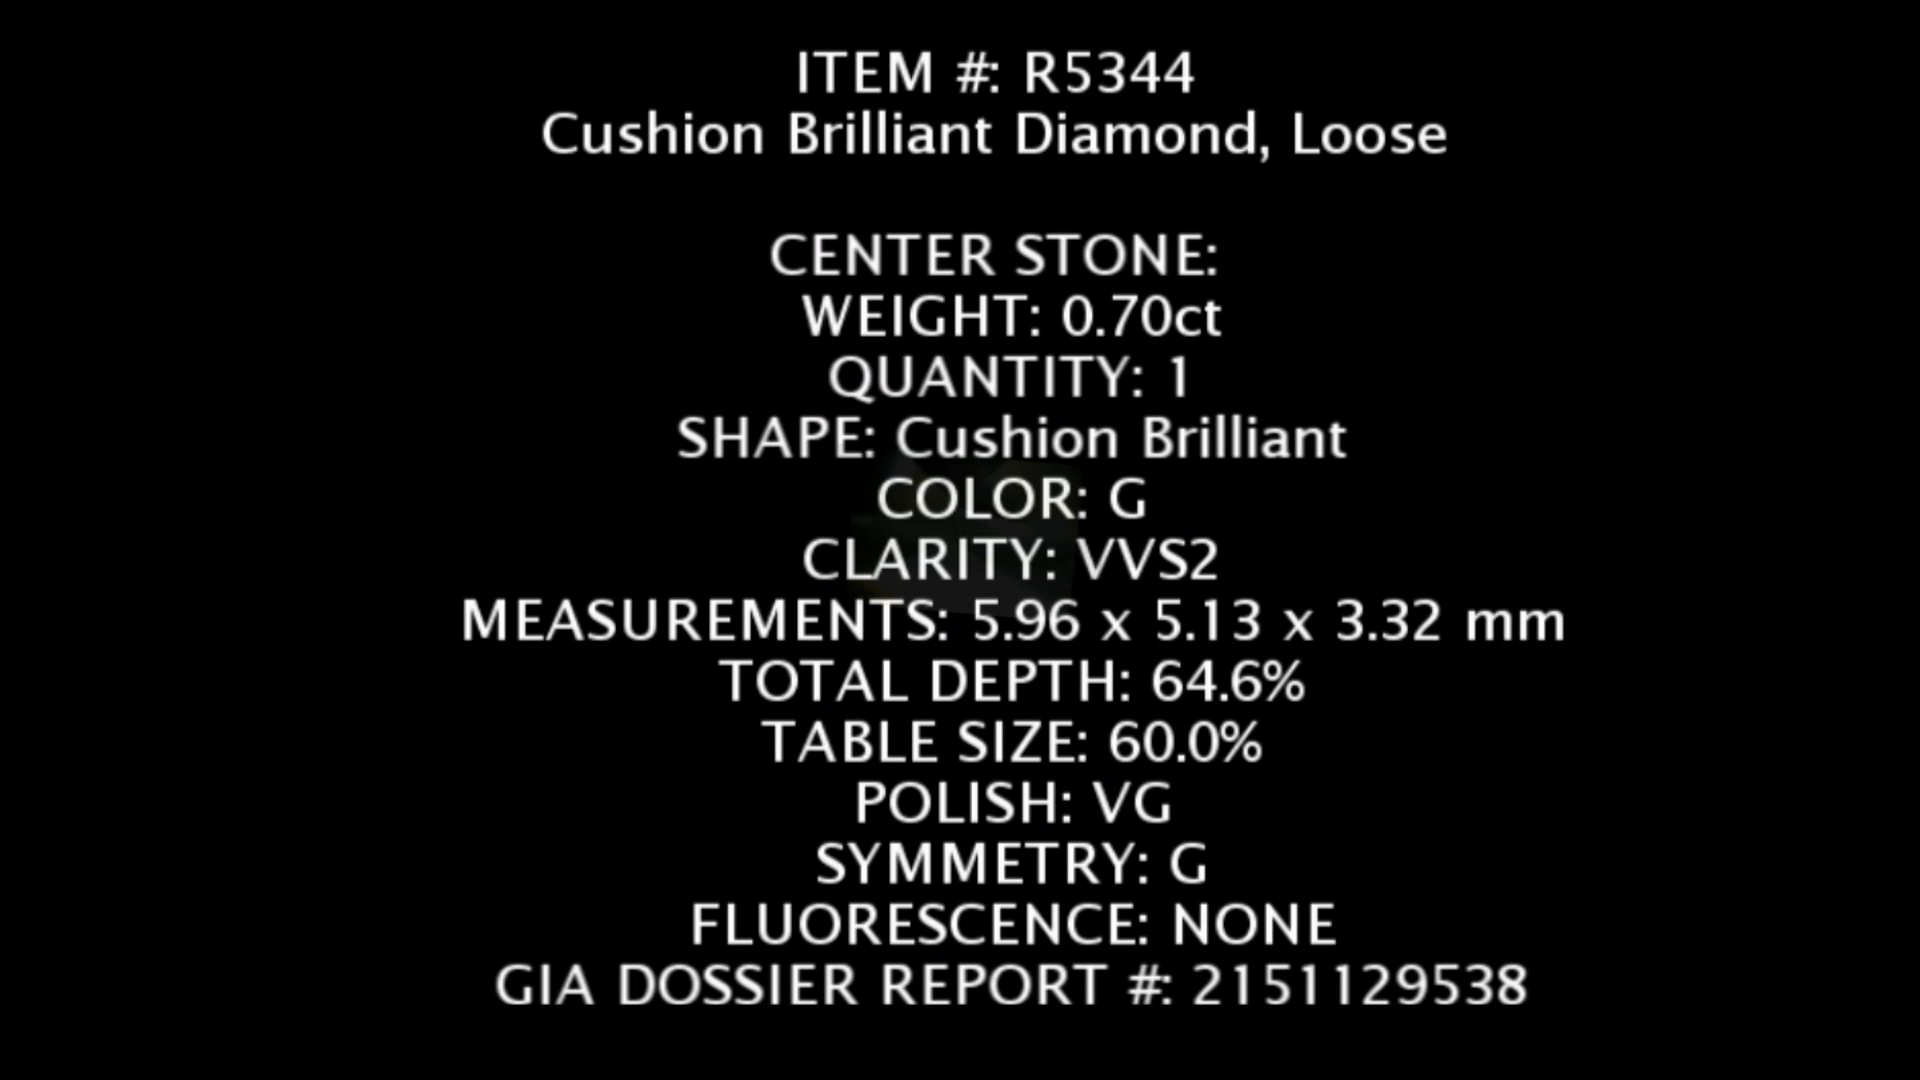 ITEM #: R5344
Cushion Brilliant Diamond, Loose
CENTER STONE:
WEIGHT: 0.70ct
QUANTITY: 1
SHAPE: Cushion Brilliant
COLOR: G
CLARITY: VVS2
MEASUREMENTS: 5.96 x 5.13 x 3.32 mm
TOTAL DEPTH: 64.6%
TABLE SIZE: 60.0%
POLISH: VG
SYMMETRY: G
FLUORESCENCE: NONE
GIA DOSSIER REPORT #: 2151129538